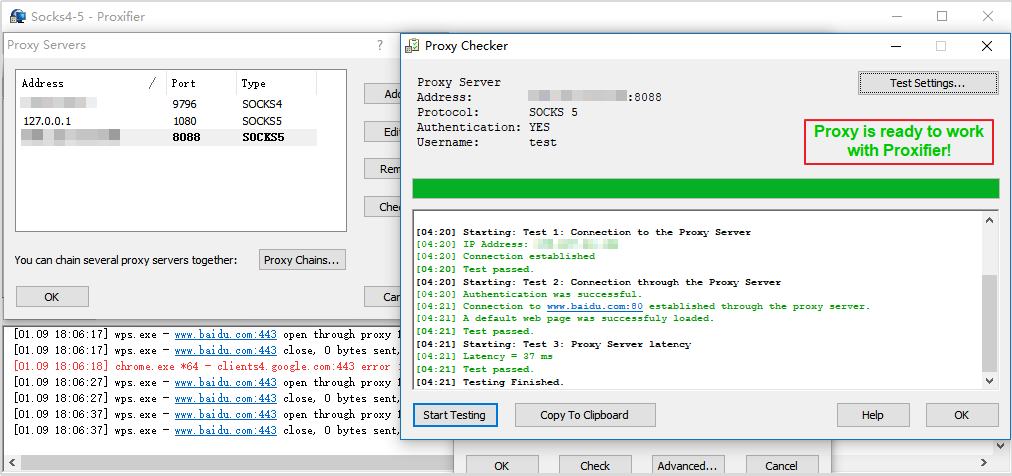 Socks4-5 - Proxifier
Proxy Servers
?
Address / Port Type
9796 SOCKS4
127.0.0.1 1080 SOCKS5
8088 SOCKS5
You can chain several proxy servers together:
Proxy Chains...
OK
[01.09 18:06:17] wps.exe - www.baidu.com:443 open through proxy
[01.09 18:06:17] wps.exe - www.baidu.com:443 close, 0 bytes sent,
[01.09 18:06:18] chrome.exe *64 - clients4.google.com:443 error
[01.09 18:06:27] wps.exe - www.baidu.com:443 open through proxy
[01.09 18:06:27] wps.exe - www.baidu.com:443 close, 0 bytes sent,
[01.09 18:06:37] wps.exe - www.baidu.com:443 open through proxy
[01.09 18:06:37] wps.exe - www.baidu.com:443 close, 0 bytes sent,
Proxy Checker
Proxy Server
Address: :8088
Protocol: SOCKS 5
Authentication: YES
Username: test
Test Settings...
Proxy is ready to work
with Proxifier!
[04:20] Starting: Test 1: Connection to the Proxy Server
[04:20] IP Address:
[04:20] Connection established
[04:20] Test passed.
[04:20] Starting: Test 2: Connection through the Proxy Server
[04:20] Authentication was successful.
[04:21] Connection to www.baidu.com:80 established through the proxy server.
[04:21] A default web page was successfuly loaded.
[04:21] Test passed.
[04:21] Starting: Test 3: Proxy Server latency
[04:21] Latency = 37 ms
[04:21] Test passed.
[04:21] Testing Finished.
Start Testing
Copy To Clipboard
Help
OK
OK
Check
Advanced...
Cancel